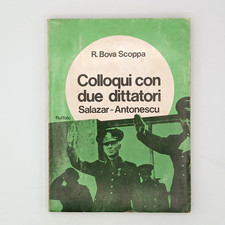 R. Bova Scoppa
Colloqui con
due dittatori
Salazar-Antonescu
Ruffolo